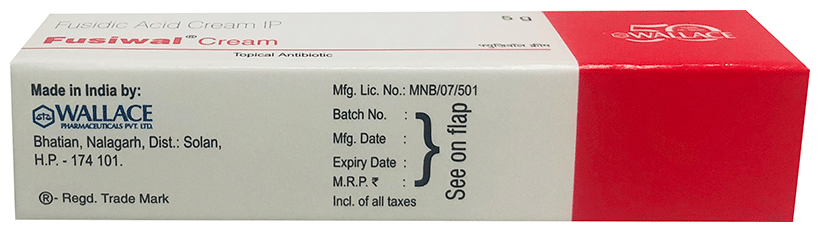 Fusidic Acid Cream IP
5 g
Fusiwal® Cream
Topical Antibiotic
फ्यूसिवॉल क्रीम
50
WALLACE
Made in India by:
WALLACE
PHARMACEUTICALS PVT. LTD.
Bhatian, Nalagarh, Dist.: Solan,
H.P. - 174 101.
®- Regd. Trade Mark
Mfg. Lic. No.: MNB/07/501
Batch No. :
Mfg. Date :
Expiry Date :
M.R.P. ₹ :
Incl. of all taxes
See on flap